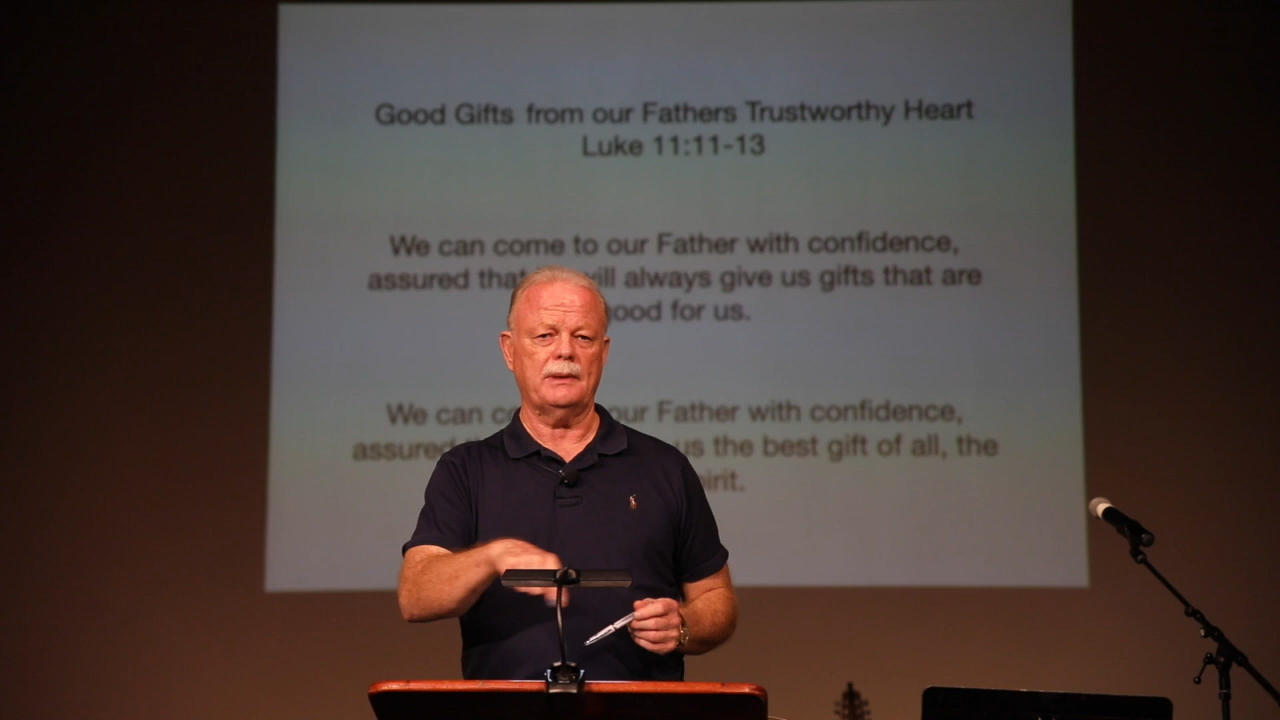 Good Gifts from our Fathers Trustworthy Heart
Luke 11:11-13
We can come to our Father with confidence,
assured that will always give us gifts that are
for us.
We can our Father with confidence,
assured us the best gift of all, the